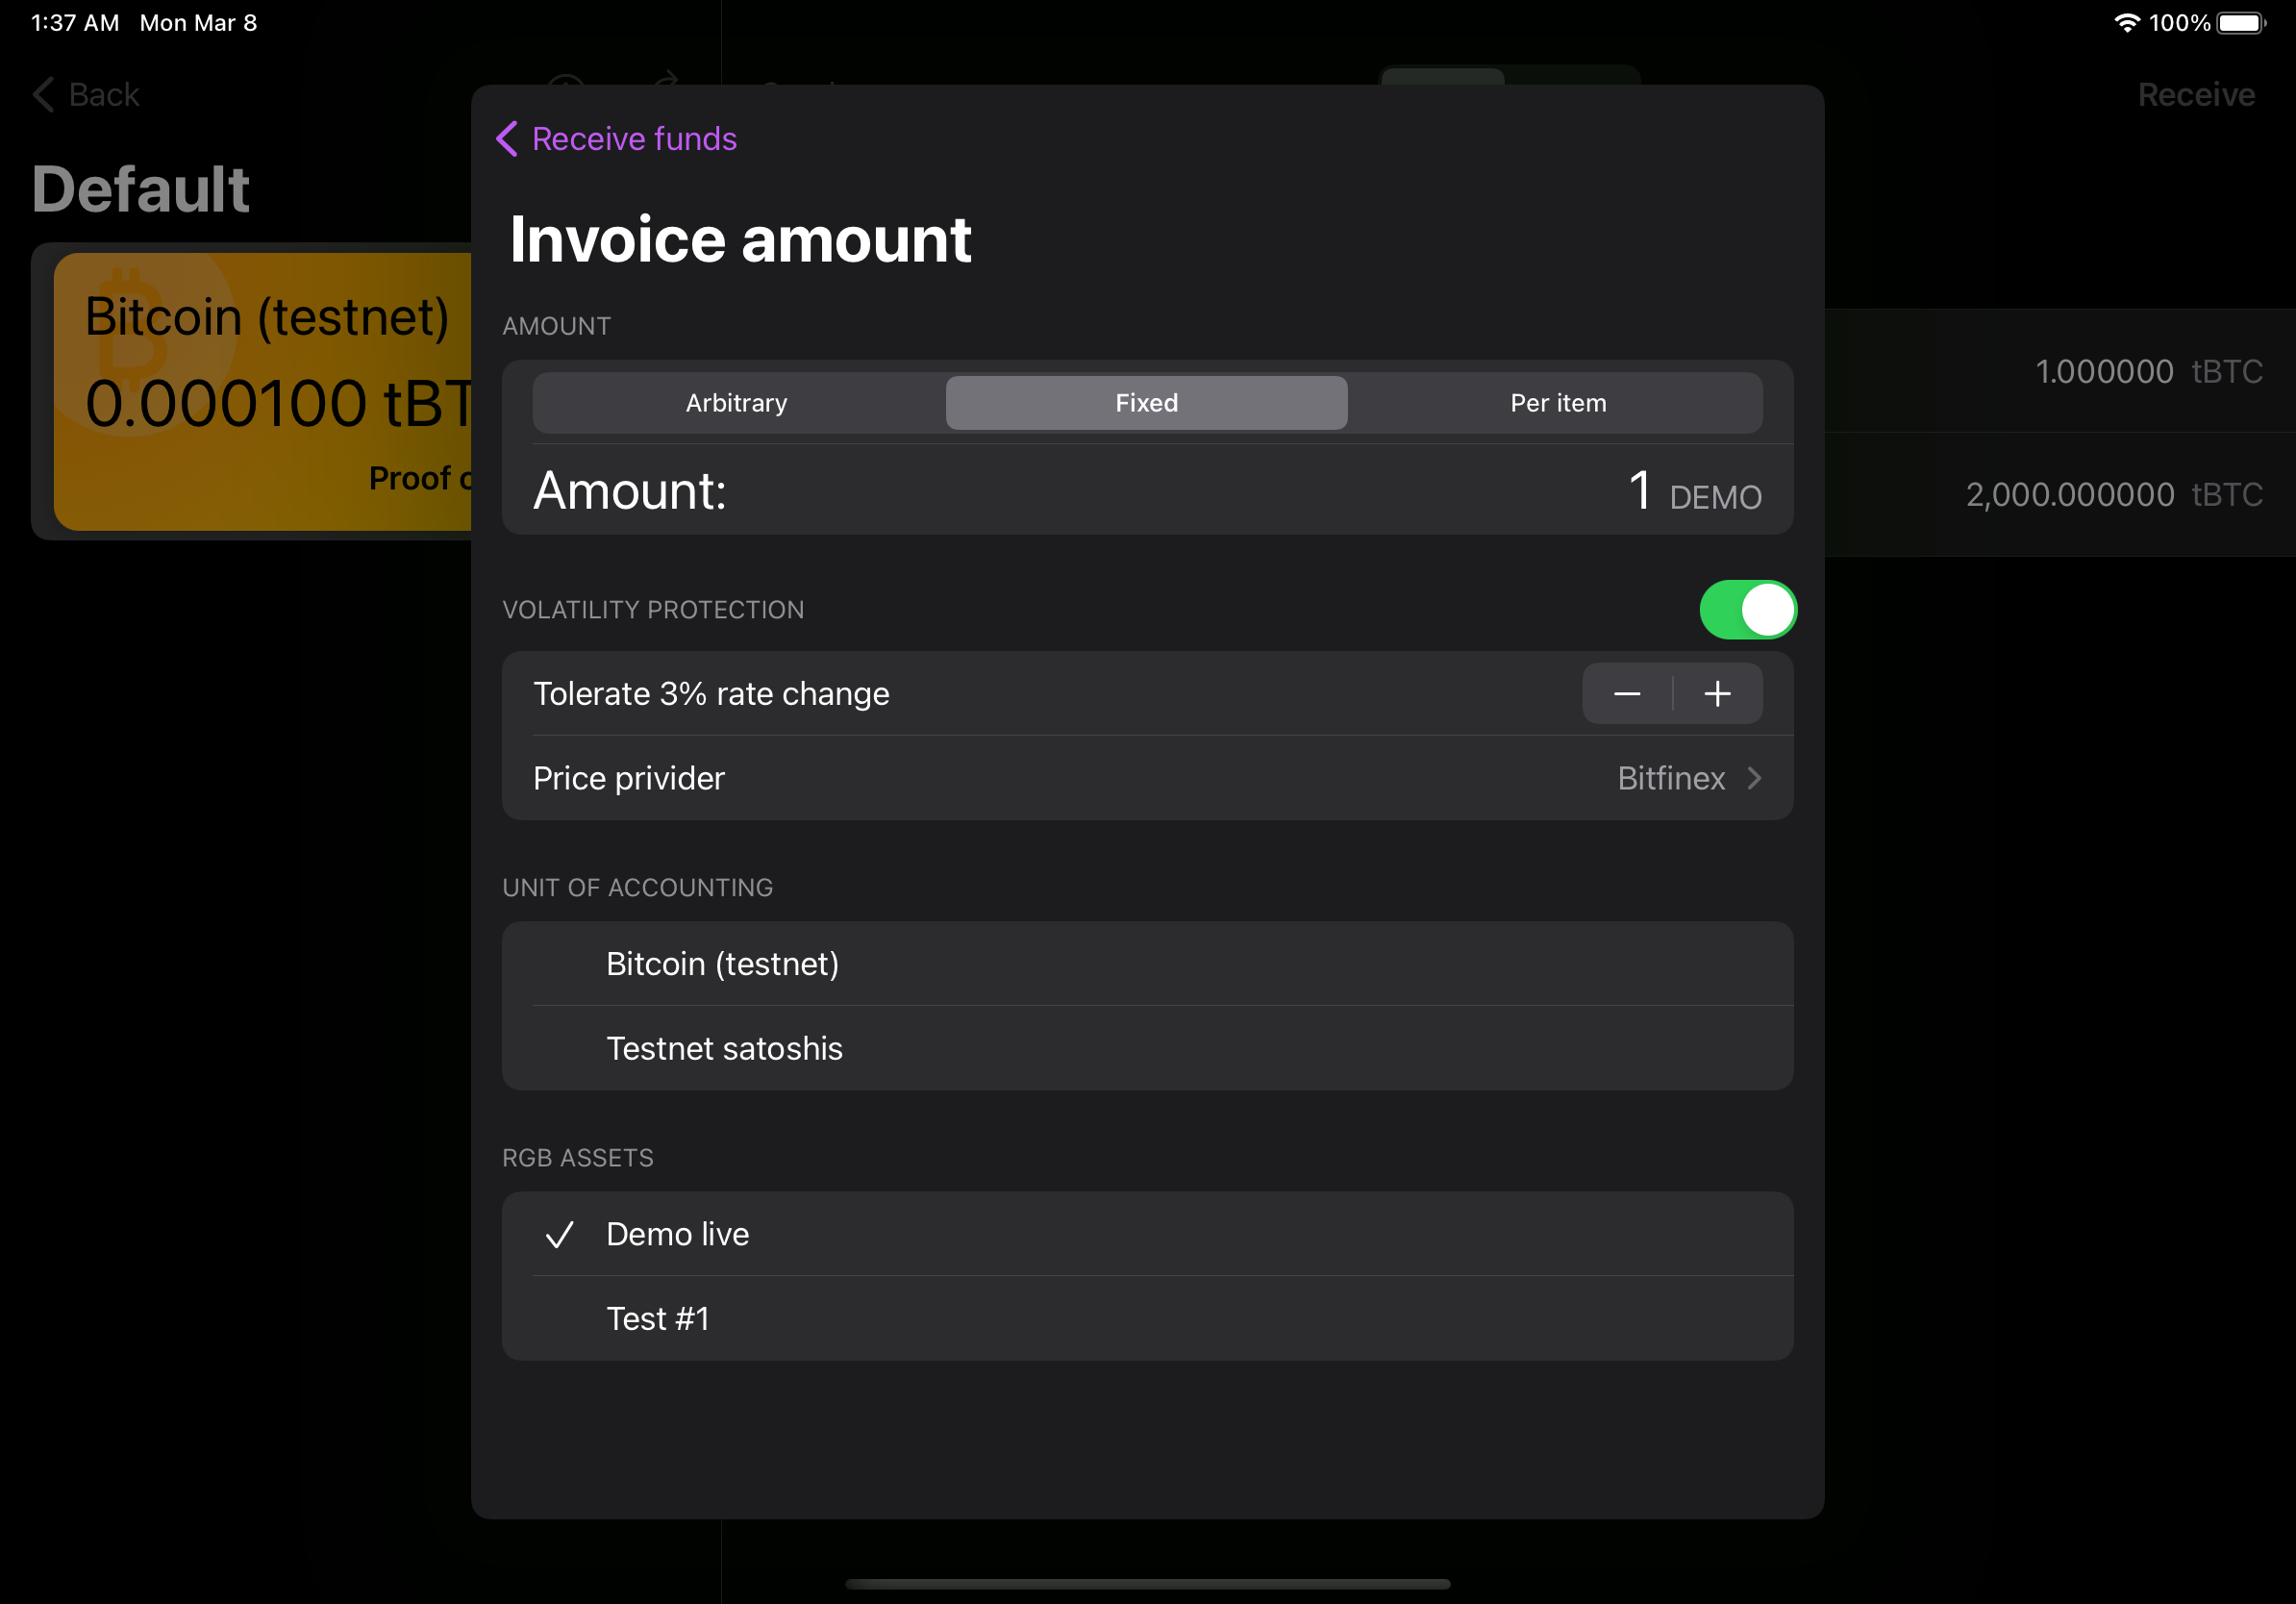 1:37 AM Mon Mar 8
100%
Back
Receive
Default
Bitcoin (testnet)
0.000100 tBT
Proof
1.000000 tBTC
2,000.000000 tBTC
Receive funds
Invoice amount
AMOUNT
Arbitrary Fixed Per item
Amount: 1 DEMO
VOLATILITY PROTECTION
Tolerate 3% rate change
Price privider Bitfinex
UNIT OF ACCOUNTING
Bitcoin (testnet)
Testnet satoshis
RGB ASSETS
Demo live
Test #1